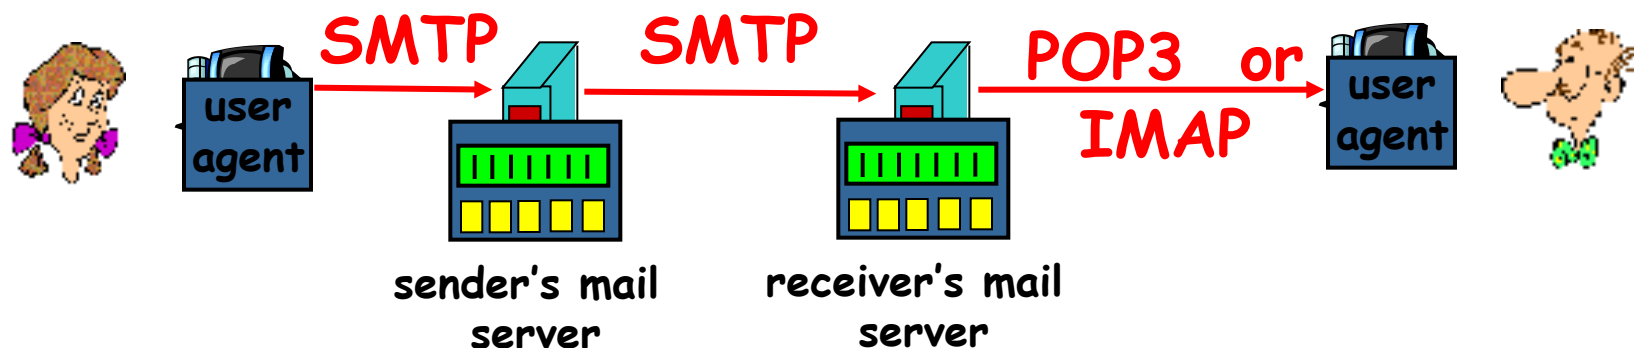 SMTP
SMTP
POP3 or
IMAP
user
agent
user
agent
sender's mail
server
receiver's mail
server